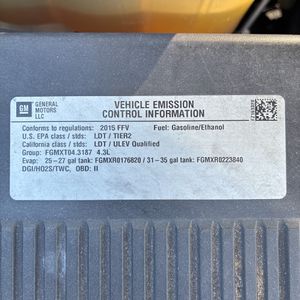 GM
GENERAL
MOTORS
LLC
VEHICLE EMISSION
CONTROL INFORMATION
Conforms to regulations: 2015 FFV Fuel: Gasoline/Ethanol
U.S. EPA class / stds: LDT / TIER2
California class / stds: LDT / ULEV Qualified
Group: FGMXT04.3187 4.3L
Evap: 25-27 gal tank: FGMXR0176820 / 31-35 gal tank: FGMXR0223840
DGI/HO2S/TWC, OBD: II